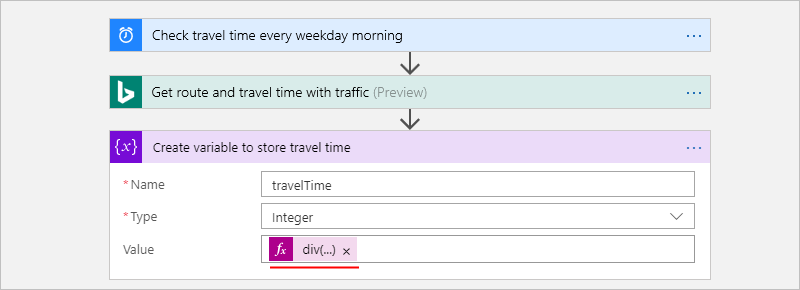 Check travel time every weekday morning ...
Get route and travel time with traffic (Preview) ...
{x} Create variable to store travel time ...
* Name travelTime
* Type Integer
Value fx div(...) ×